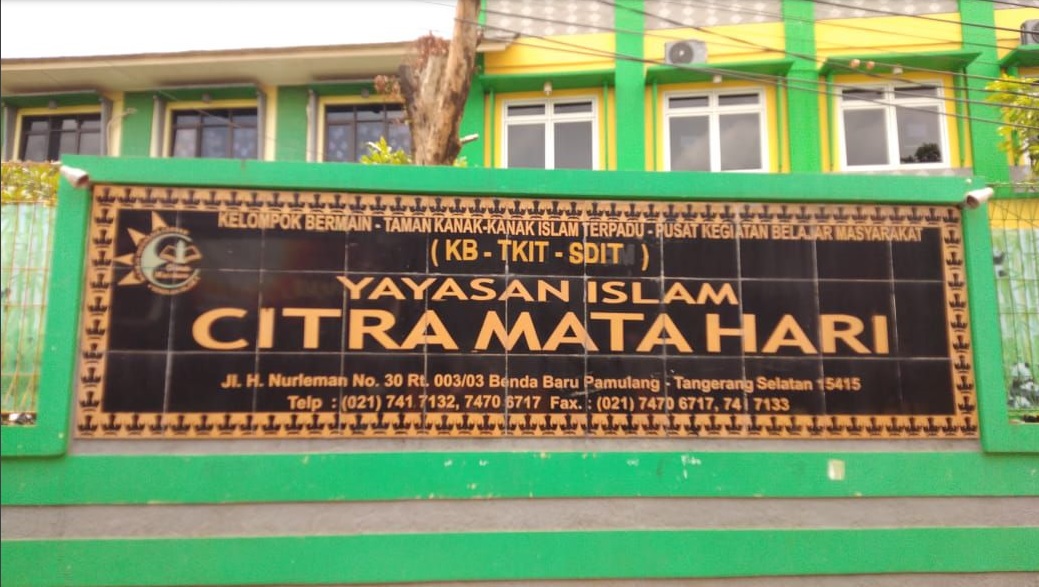 KELOMPOK BERMAIN - TAMAN KANAK-KANAK ISLAM TERPADU - PUSAT KEGIATAN BELAJAR MASYARAKAT
( KB - TKIT - SDIT )
YAYASAN ISLAM
CITRA MATA HARI
Jl. H. Nurleman No. 30 Rt. 003/03 Benda Baru Pamulang - Tangerang Selatan 15415
Telp : (021) 741 7132, 7470 6717 Fax. : (021) 7470 6717, 741 7133